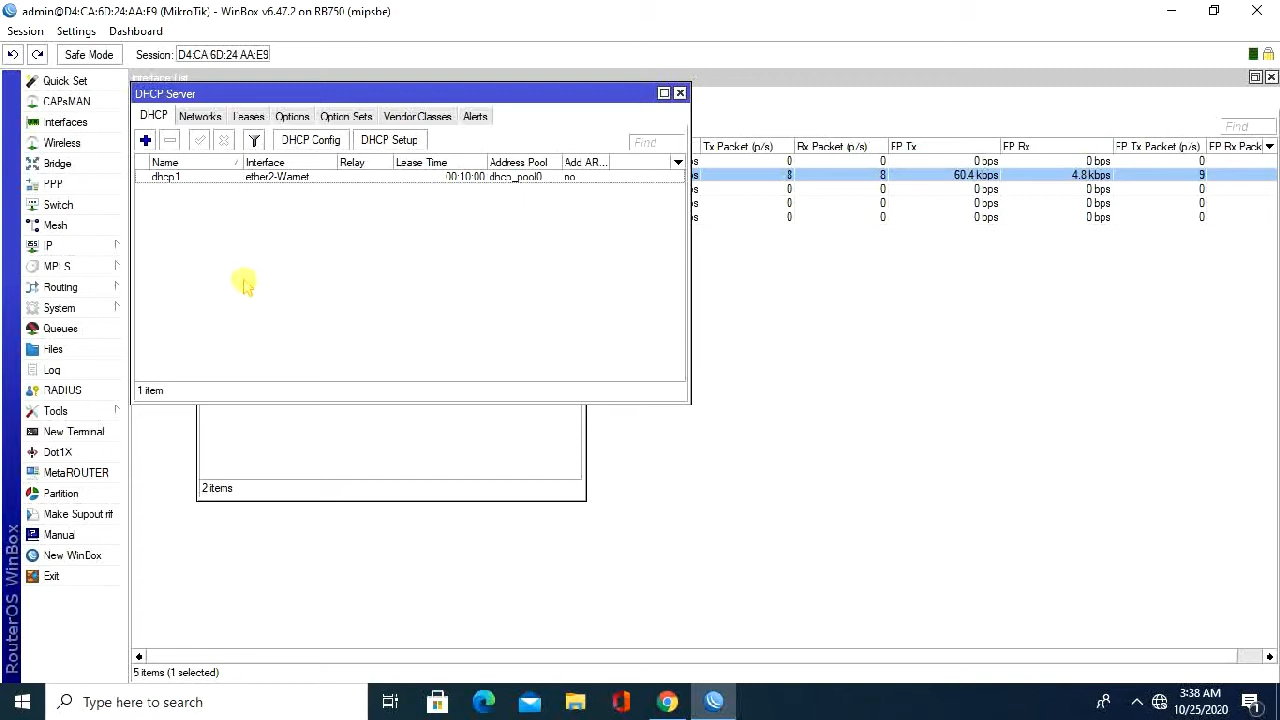 admin@D4:CA:6D:24:AA:E9 (MikroTik) - WinBox v6.47.2 on RB750 (mipsbe)
Session Settings Dashboard
Safe Mode Session: D4:CA:6D:24:AA:E9
Quick Set
CAPsMAN
Interfaces
Wireless
Bridge
PPP
Switch
Mesh
IP
MPLS
Routing
System
Queues
Files
Log
RADIUS
Tools
New Terminal
Dot1X
MetaROUTER
Partition
Make Supout.rif
Manual
New WinBox
Exit
RouterOS WinBox
Interface List
DHCP Server
DHCP Networks Leases Options Option Sets Vendor Classes Alerts
DHCP Config DHCP Setup Find
Name Interface Relay Lease Time Address Pool Add AR...
dhcp1 ether2-Warnet 00:10:00 dhcp_pool0 no
1 item
2 items
Find
Tx Packet (p/s) Rx Packet (p/s) FP Tx FP Rx FP Tx Packet (p/s) FP Rx Pack
0 0 0 bps 0 bps 0
8 8 60.4 kbps 4.8 kbps 9
0 0 0 bps 0 bps 0
0 0 0 bps 0 bps 0
0 0 0 bps 0 bps 0
5 items (1 selected)
Type here to search
3:38 AM
10/25/2020
1